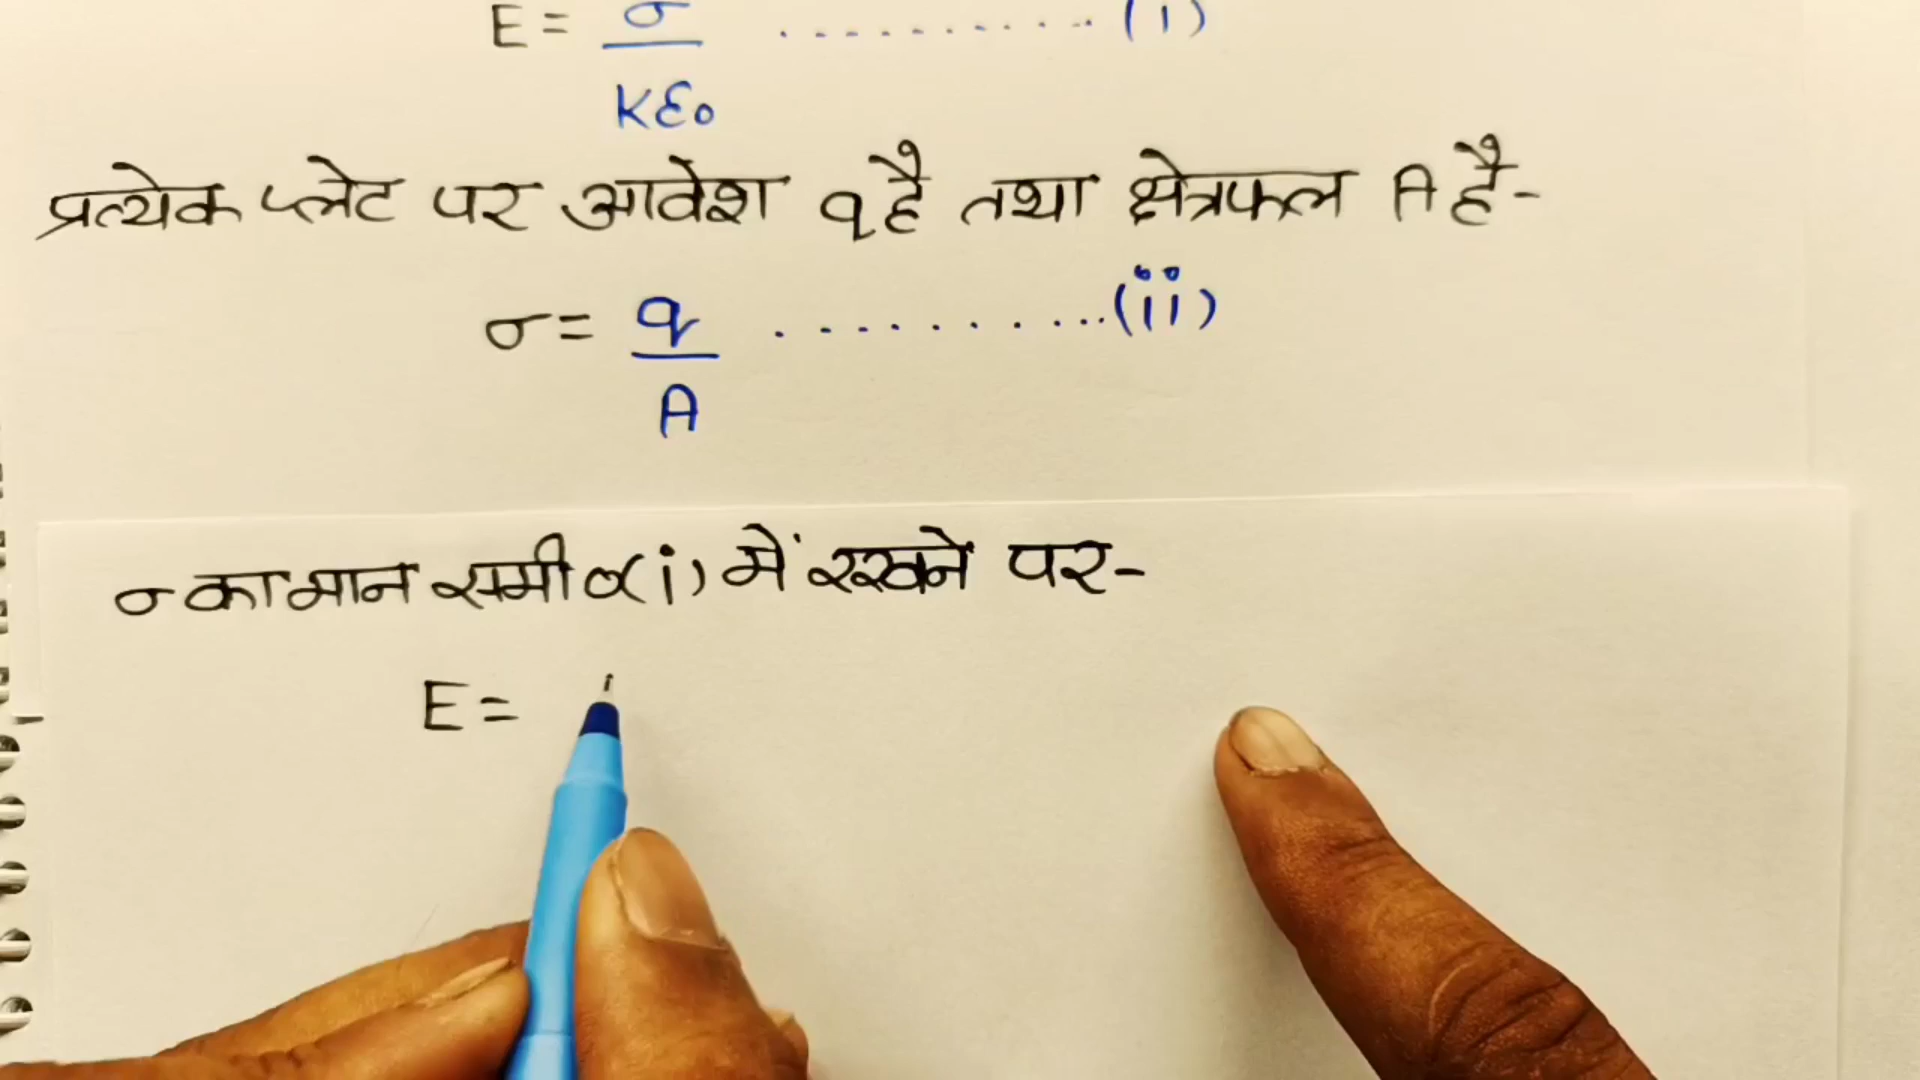 E = σ/Kε₀ ...........(i)
प्रत्येक प्लेट पर आवेश q है तथा क्षेत्रफल A है-
σ = q/A ...........(ii)
σ का मान समी० (i) में रखने पर-
E =